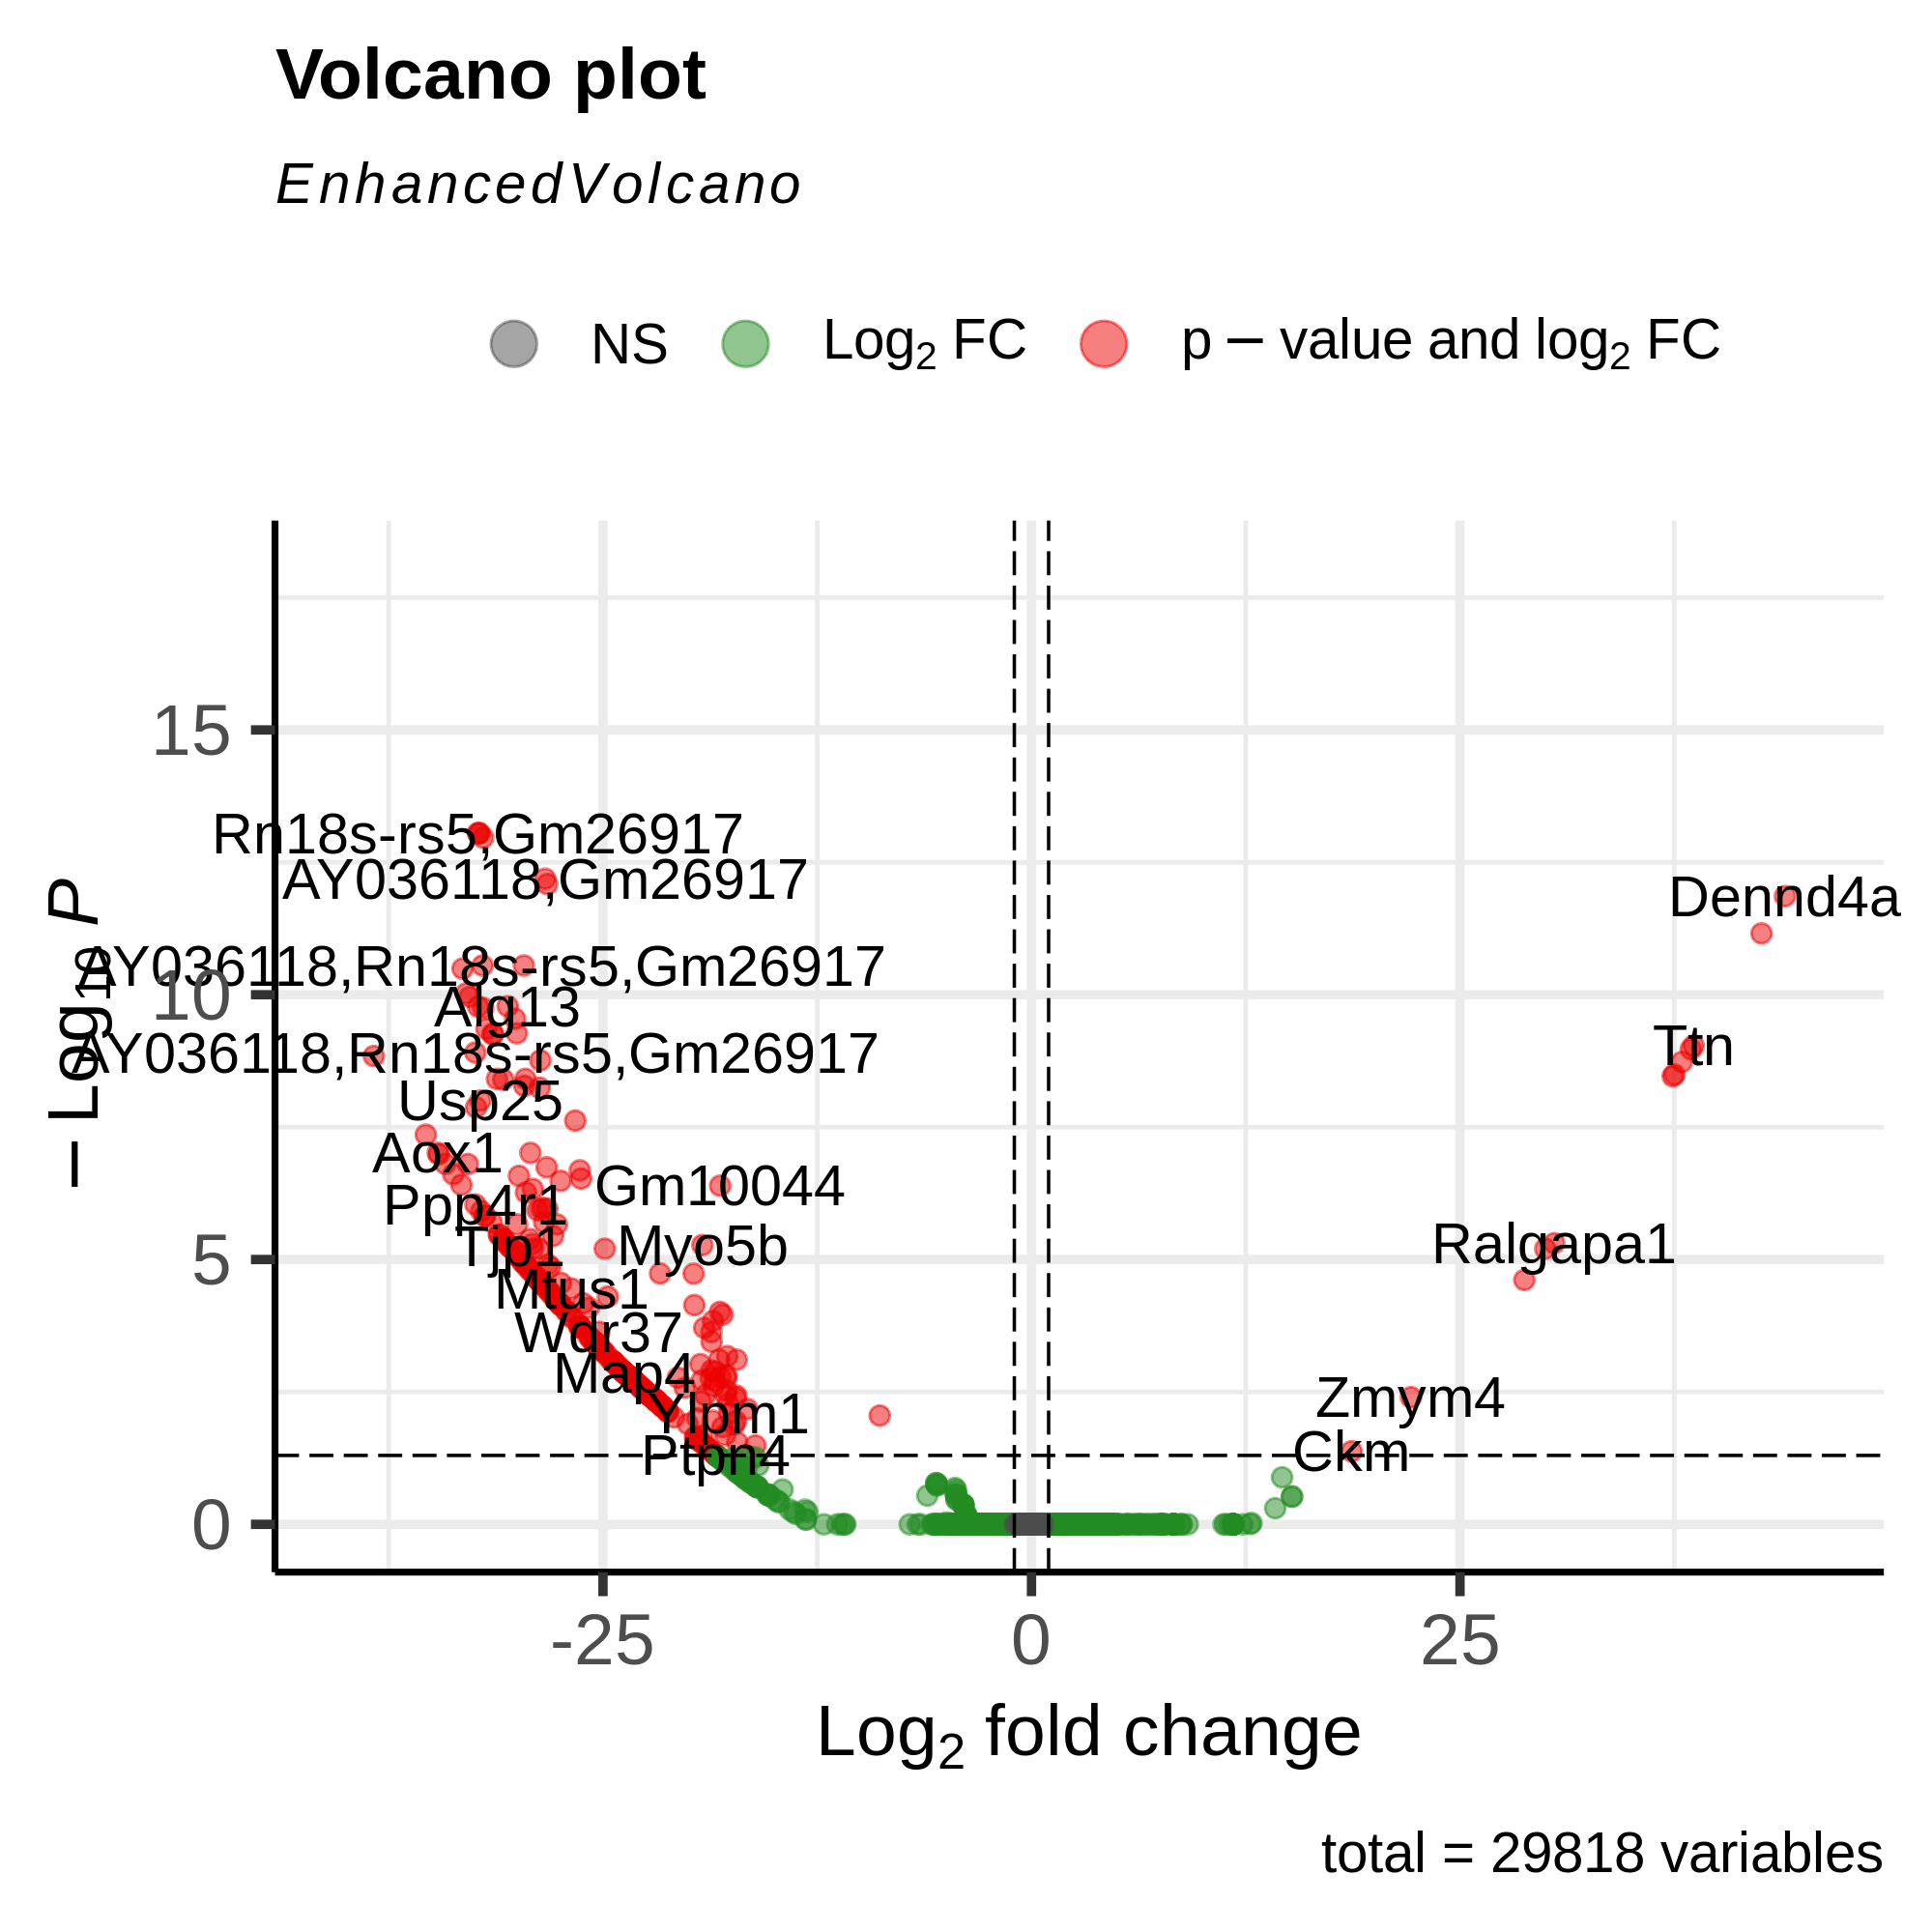 Volcano plot
EnhancedVolcano
NS Log₂ FC p − value and log₂ FC
15
10
5
0
− Log₁₀ P
Rn18s-rs5,Gm26917
AY036118,Gm26917
Dennd4a
AY036118,Rn18s-rs5,Gm26917
Alg13
AY036118,Rn18s-rs5,Gm26917
Ttn
Usp25
Aox1
Gm10044
Ppp4r1
Tjp1
Myo5b
Ralgapa1
Mtus1
Wdr37
Map4
Zmym4
Ylpm1
Ckm
Ptpn4
-25 0 25
Log₂ fold change
total = 29818 variables